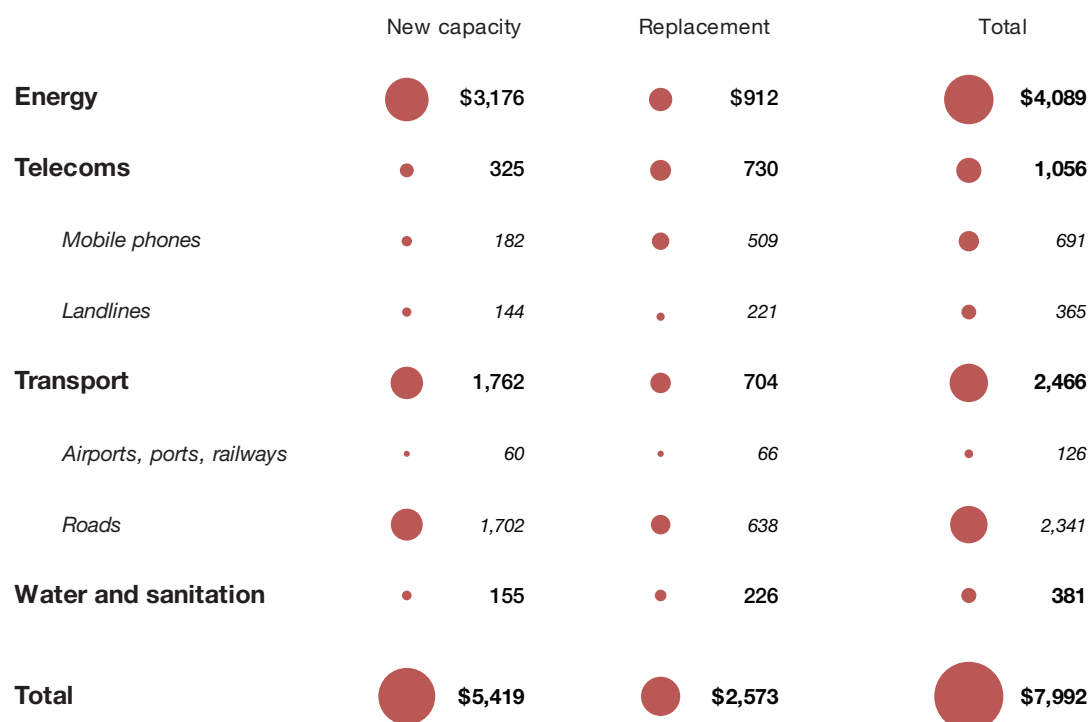 New capacity Replacement Total
Energy $3,176 $912 $4,089
Telecoms 325 730 1,056
Mobile phones 182 509 691
Landlines 144 221 365
Transport 1,762 704 2,466
Airports, ports, railways 60 66 126
Roads 1,702 638 2,341
Water and sanitation 155 226 381
Total $5,419 $2,573 $7,992